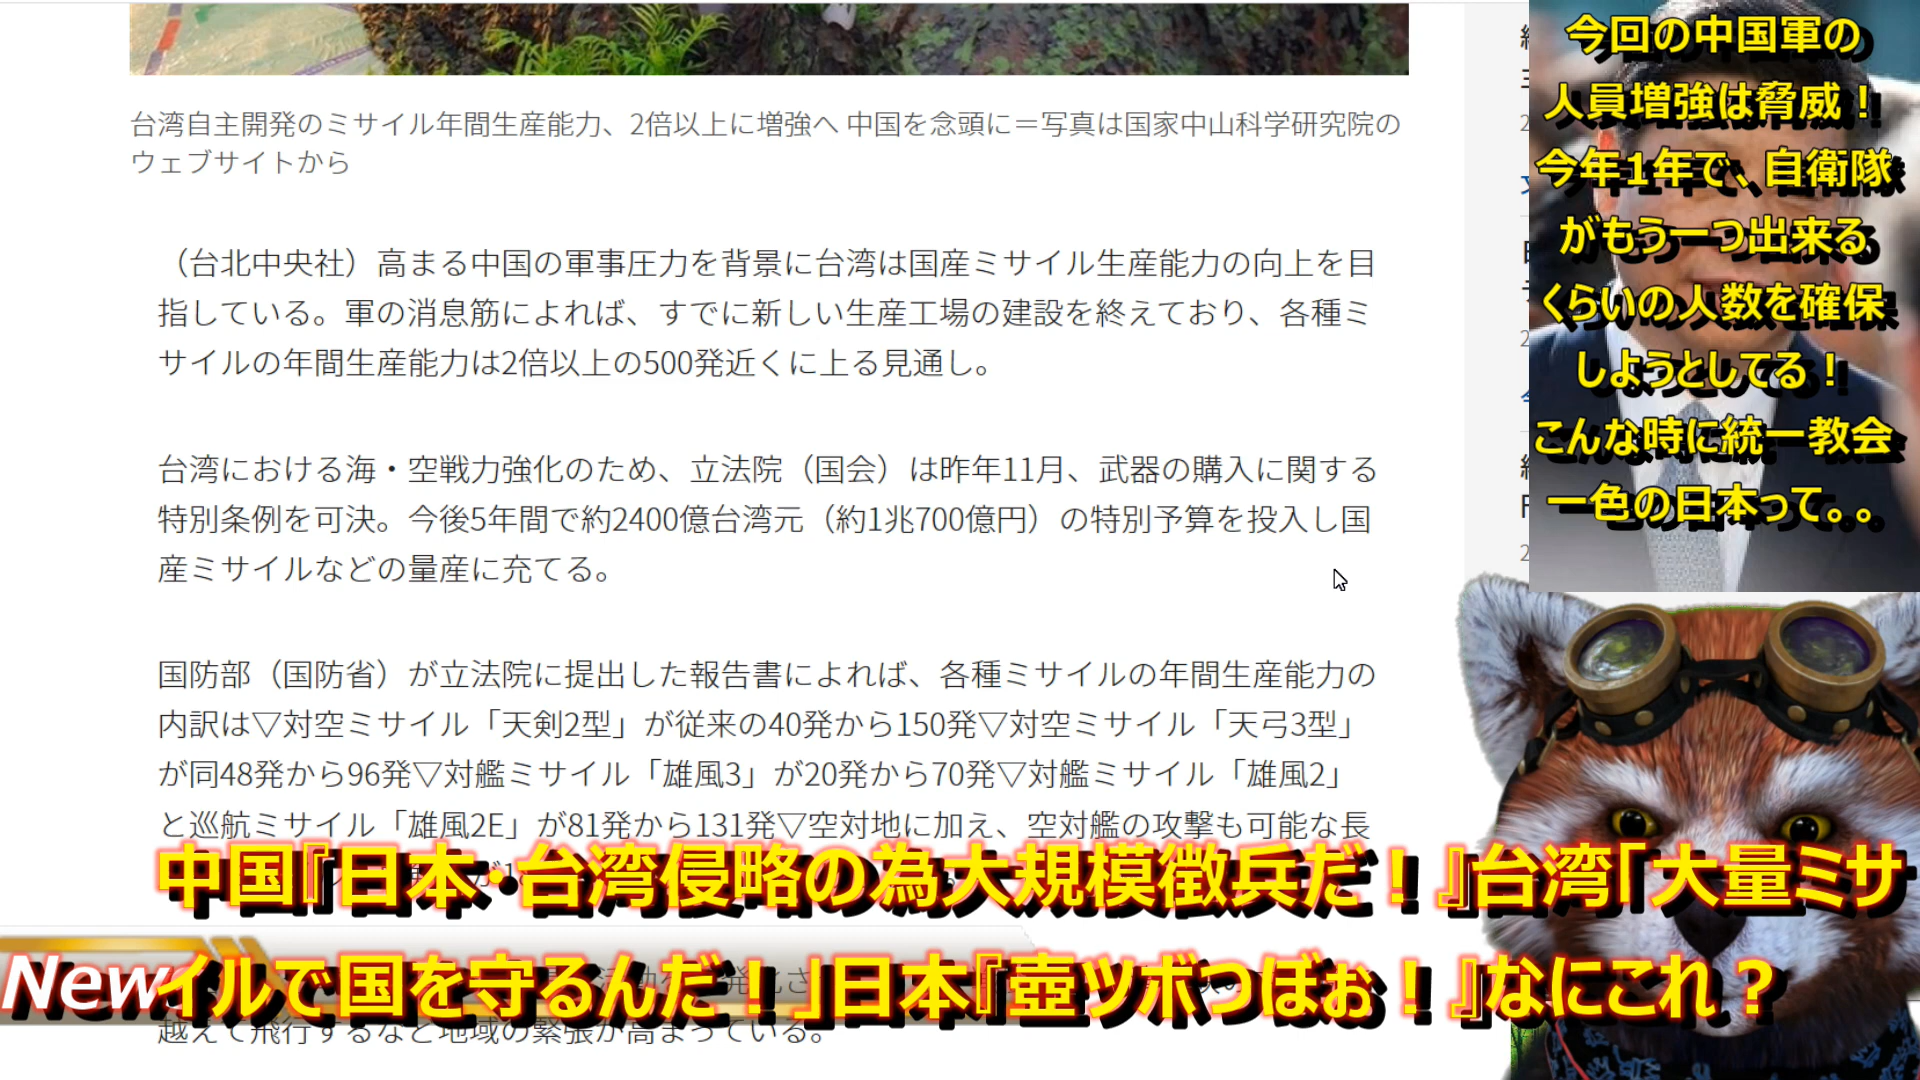 台湾自主開発のミサイル年間生産能力、2倍以上に増強へ 中国を念頭に＝写真は国家中山科学研究院の
ウェブサイトから
（台北中央社）高まる中国の軍事圧力を背景に台湾は国産ミサイル生産能力の向上を目
指している。軍の消息筋によれば、すでに新しい生産工場の建設を終えており、各種ミ
サイルの年間生産能力は2倍以上の500発近くに上る見通し。
台湾における海・空戦力強化のため、立法院（国会）は昨年11月、武器の購入に関する
特別条例を可決。今後5年間で約2400億台湾元（約1兆700億円）の特別予算を投入し国
産ミサイルなどの量産に充てる。
国防部（国防省）が立法院に提出した報告書によれば、各種ミサイルの年間生産能力の
内訳は▽対空ミサイル「天剣2型」が従来の40発から150発▽対空ミサイル「天弓3型」
が同48発から96発▽対艦ミサイル「雄風3」が20発から70発▽対艦ミサイル「雄風2」
と巡航ミサイル「雄風2E」が81発から131発▽空対地に加え、空対艦の攻撃も可能な長
越えて飛行するなど地域の緊張が高まっている。
今回の中国軍の
人員増強は脅威！
今年1年で、自衛隊
がもう一つ出来る
くらいの人数を確保
しようとしてる！
こんな時に統一教会
一色の日本って。。
中国『日本・台湾侵略の為大規模徴兵だ！』台湾「大量ミサ
イルで国を守るんだ！」日本『壺ツボつぼぉ！』なにこれ？
News